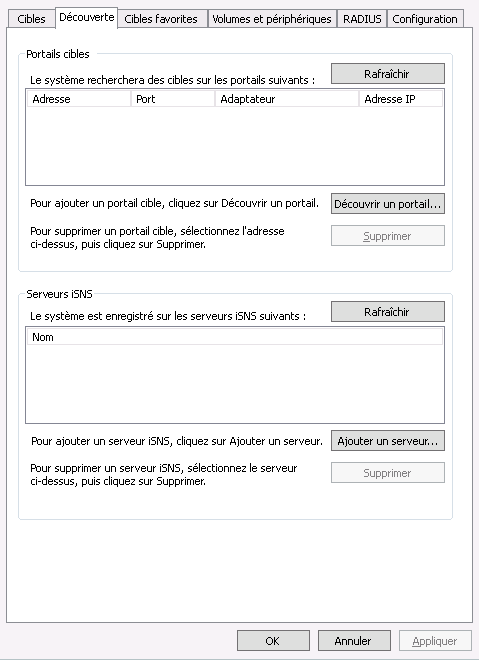 Cibles
Découverte
Cibles favorites
Volumes et périphériques
RADIUS
Configuration
Portails cibles
Le système recherchera des cibles sur les portails suivants :
Rafraîchir
Adresse
Port
Adaptateur
Adresse IP
Pour ajouter un portail cible, cliquez sur Découvrir un portail.
Découvrir un portail...
Pour supprimer un portail cible, sélectionnez l'adresse
ci-dessus, puis cliquez sur Supprimer.
Supprimer
Serveurs iSNS
Le système est enregistré sur les serveurs iSNS suivants :
Rafraîchir
Nom
Pour ajouter un serveur iSNS, cliquez sur Ajouter un serveur.
Ajouter un serveur...
Pour supprimer un serveur iSNS, sélectionnez le serveur
ci-dessus, puis cliquez sur Supprimer.
Supprimer
OK
Annuler
Appliquer